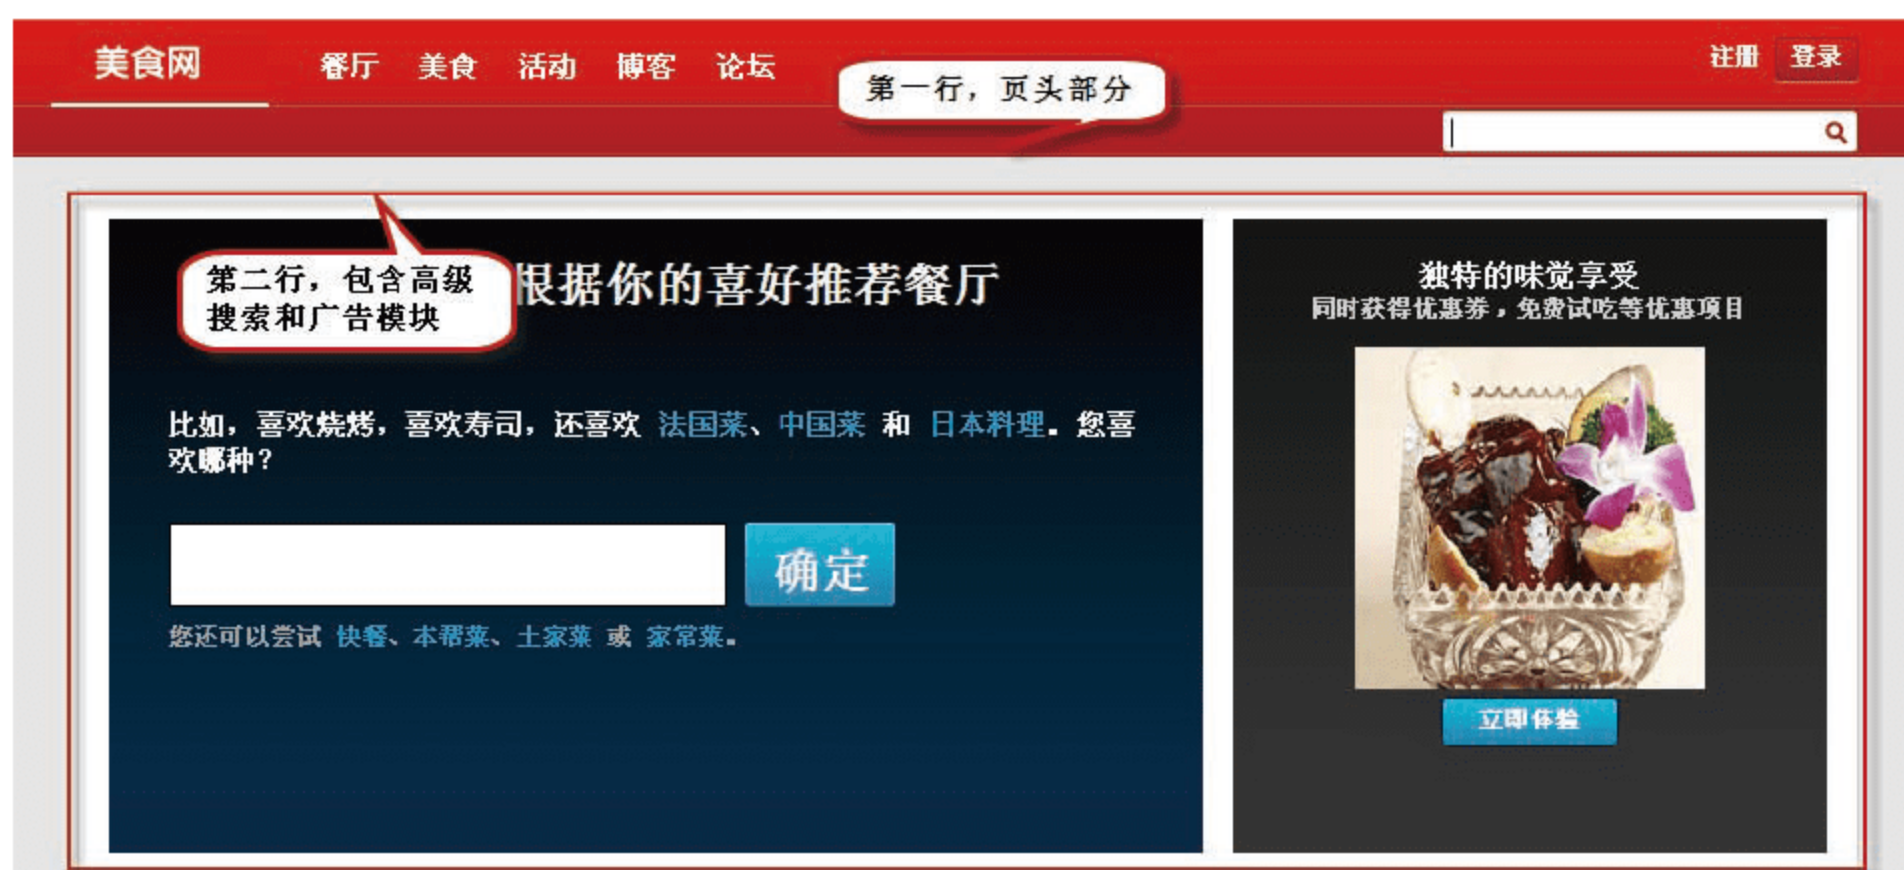 美食网
餐厅 美食 活动 博客 论坛
注册 登录
第一行，页头部分
第二行，包含高级
搜索和广告模块
根据你的喜好推荐餐厅
比如，喜欢烧烤，喜欢寿司，还喜欢 法国菜、中国菜 和 日本料理。您喜
欢哪种？
确定
您还可以尝试 快餐、本帮菜、土家菜 或 家常菜。
独特的味觉享受
同时获得优惠券，免费试吃等优惠项目
立即体验